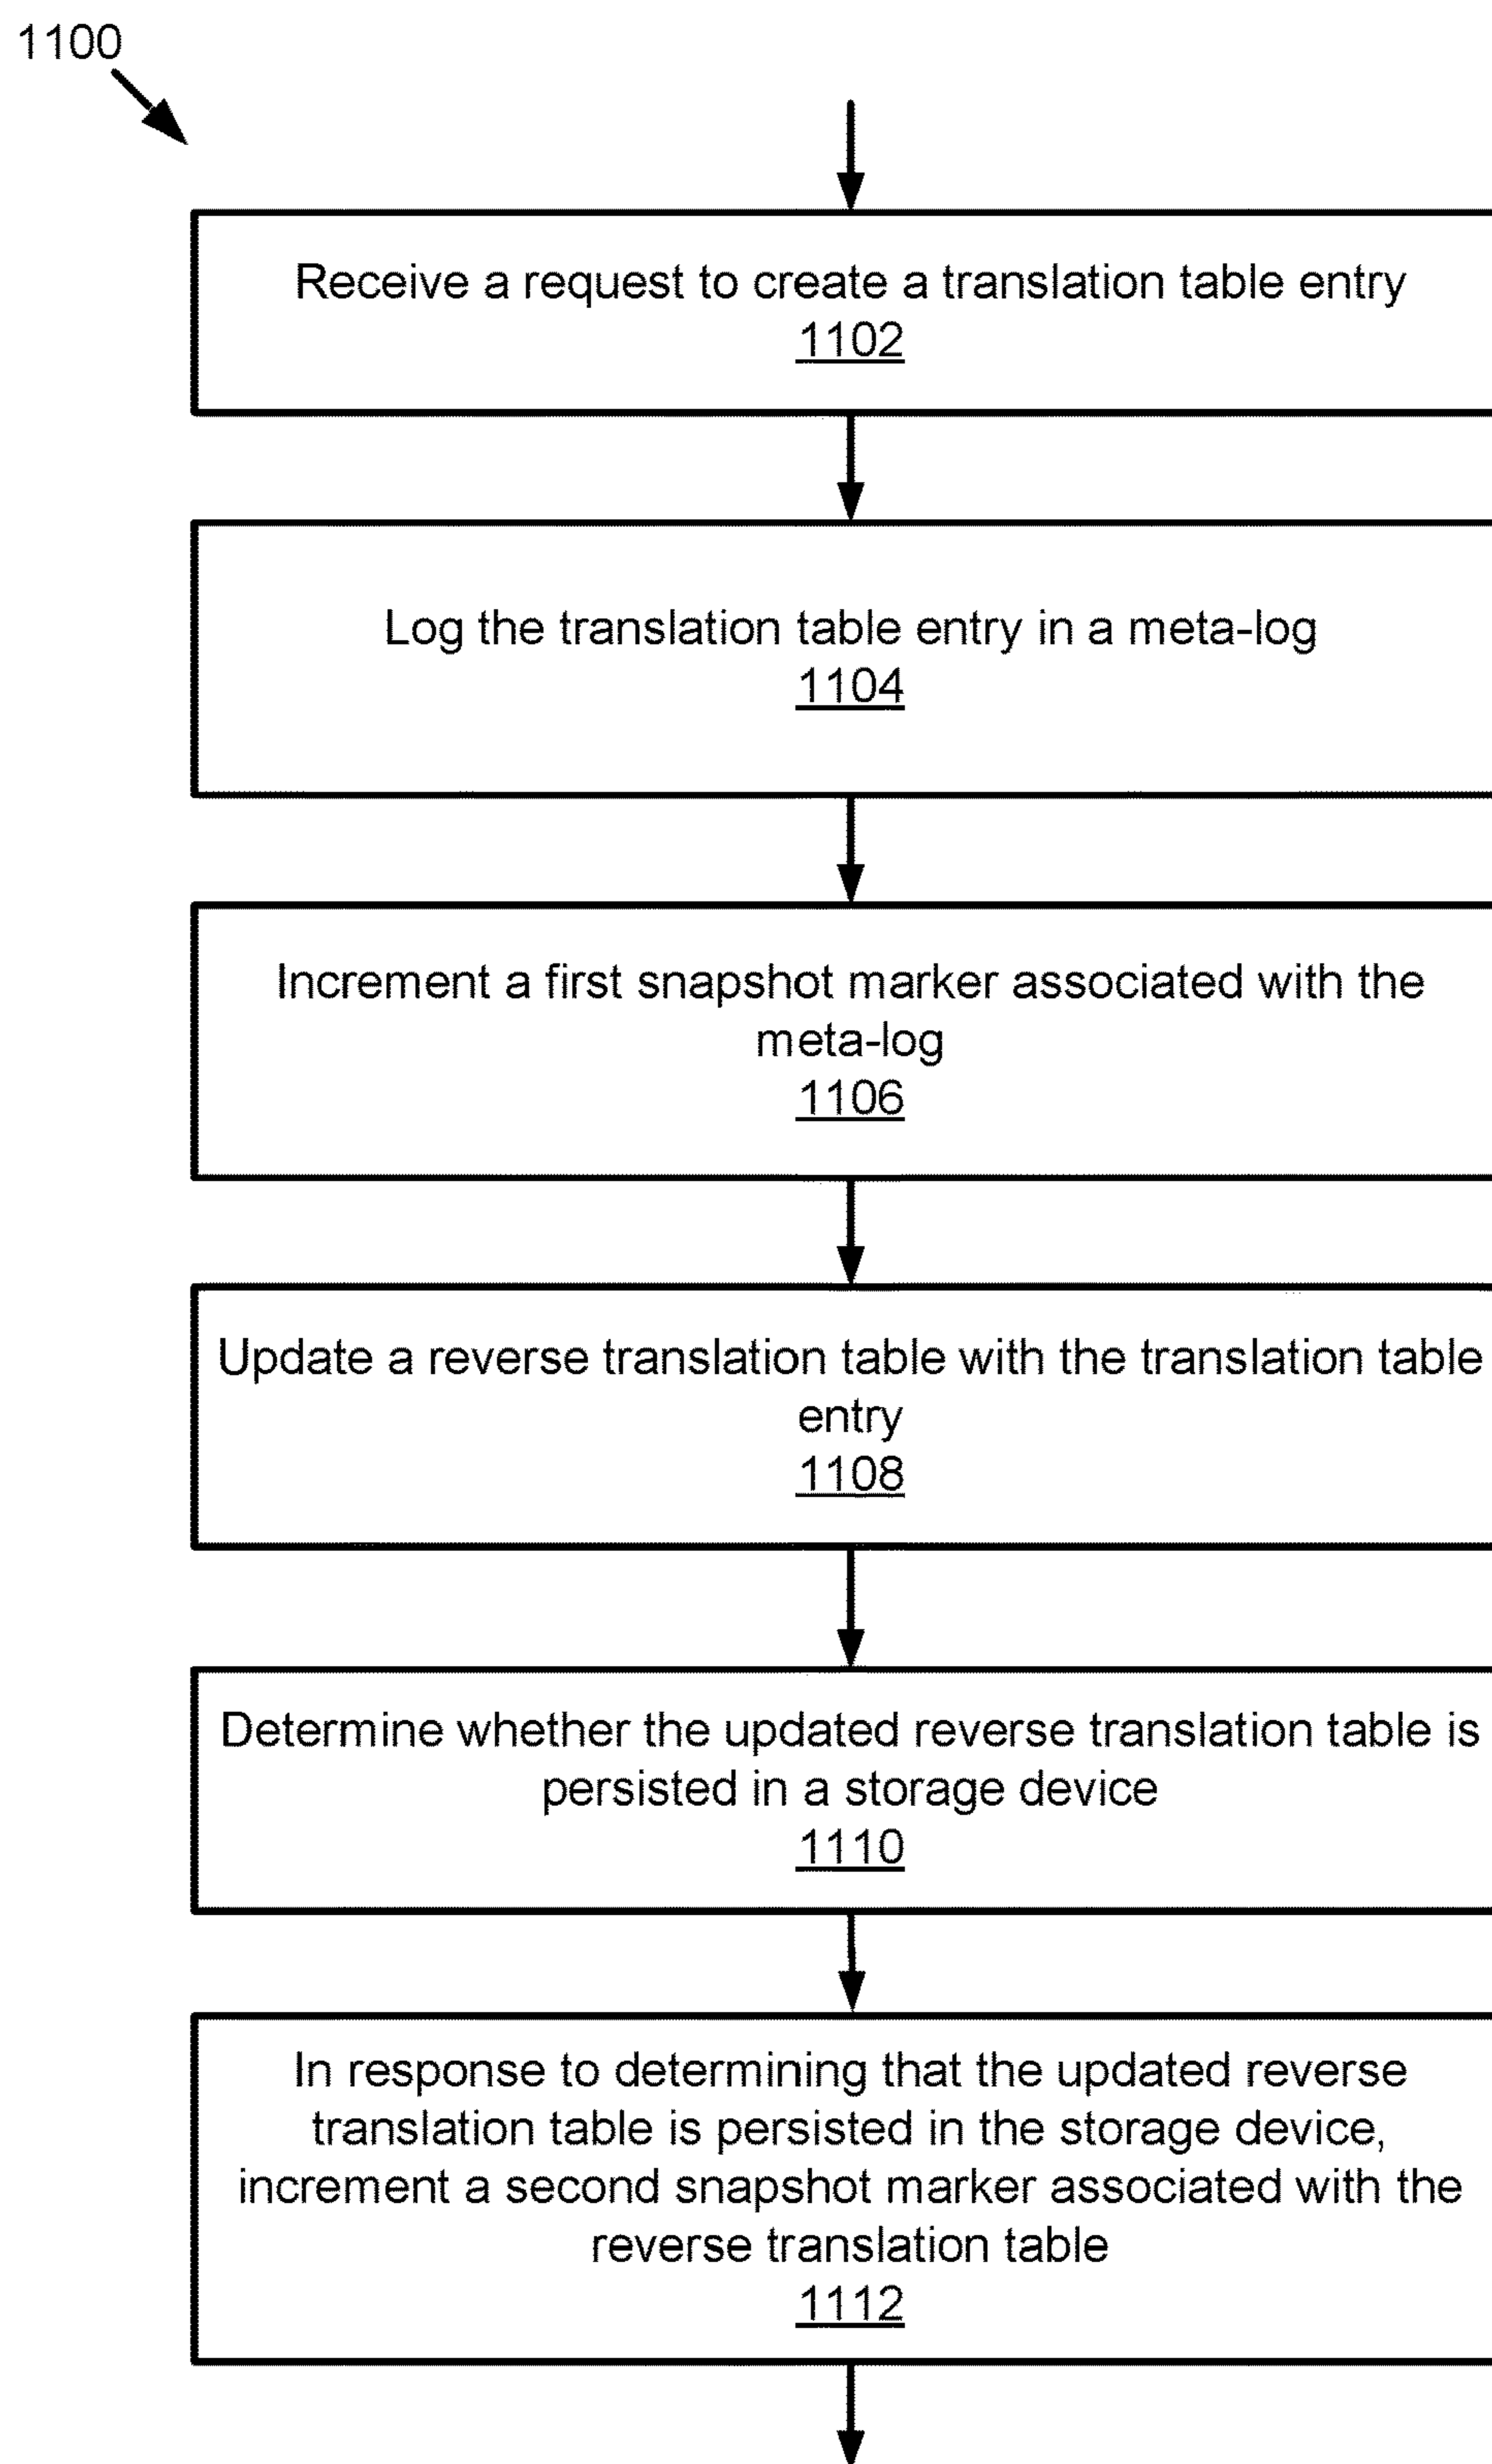 1100
Receive a request to create a translation table entry
1102
Log the translation table entry in a meta-log
1104
Increment a first snapshot marker associated with the
meta-log
1106
Update a reverse translation table with the translation table
entry
1108
Determine whether the updated reverse translation table is
persisted in a storage device
1110
In response to determining that the updated reverse
translation table is persisted in the storage device,
increment a second snapshot marker associated with the
reverse translation table
1112